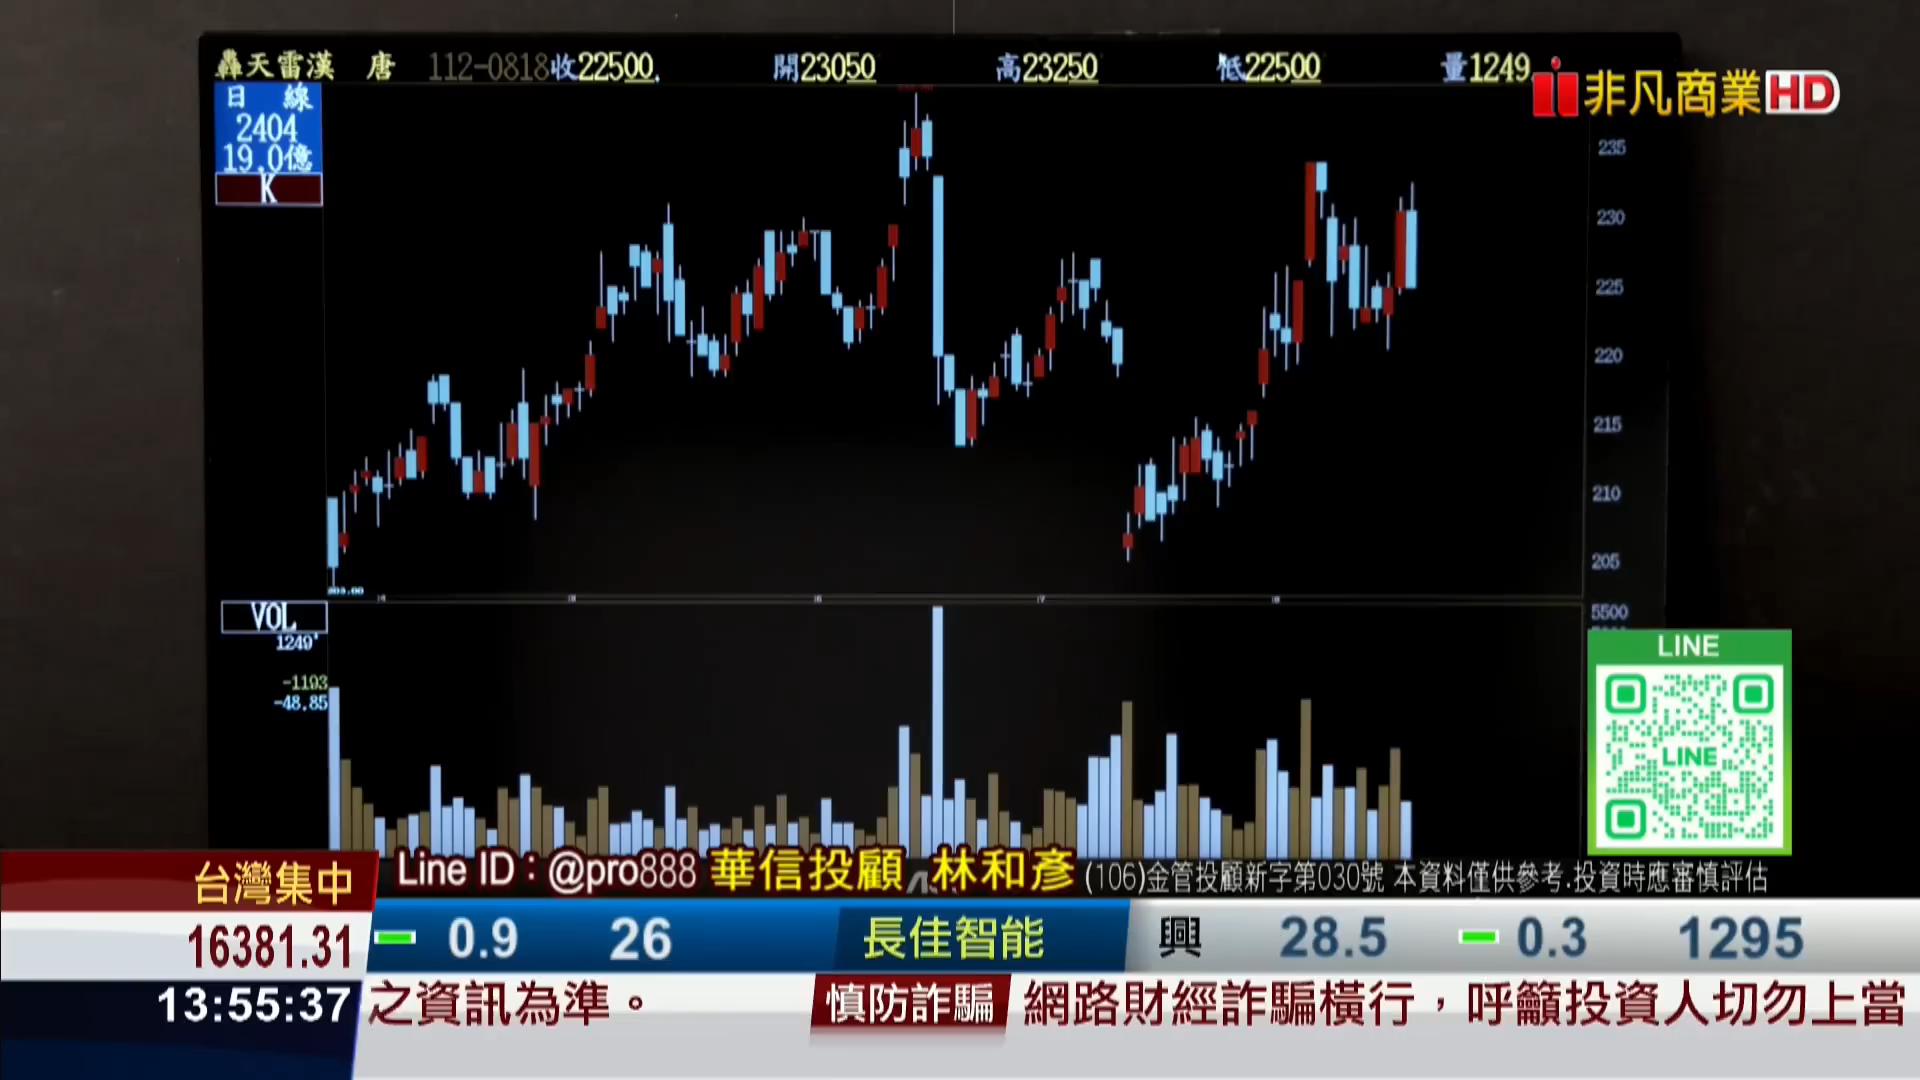 轟天雷漢 唐 112-0818收22500. 開23050 高23250 低22500 量1249
非凡商業HD
日 線
2404
19.0億
K
235
230
225
220
215
210
205
203.00
VOL
1249
-1193
-48.85
5500
LINE
LINE
台灣集中
16381.31
13:55:37
Line ID：@pro888 華信投顧 林和彥 (106)金管投顧新字第030號 本資料僅供參考.投資時應審慎評估
0.9 26 長佳智能 興 28.5 0.3 1295
之資訊為準。 慎防詐騙 網路財經詐騙橫行，呼籲投資人切勿上當